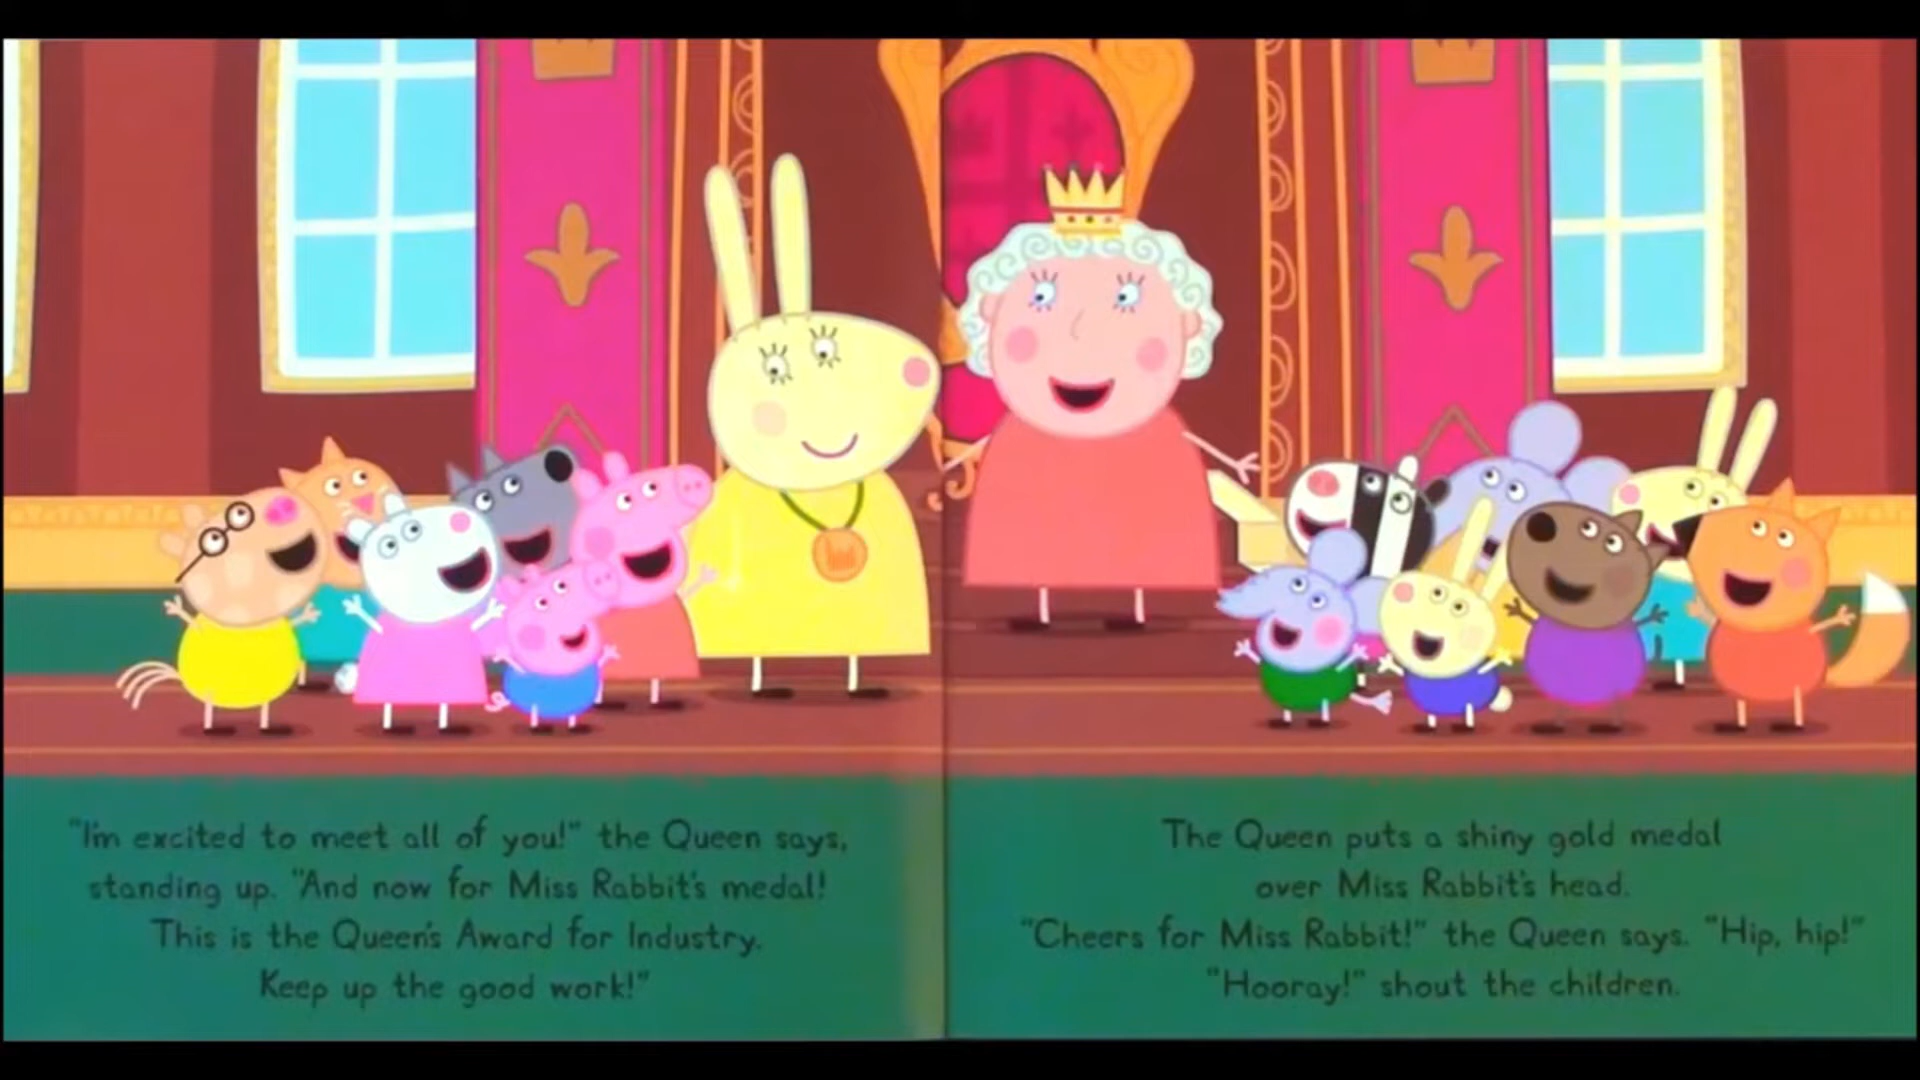 "I'm excited to meet all of you!" the Queen says,
standing up. "And now for Miss Rabbit's medal!
This is the Queen's Award for Industry.
Keep up the good work!"
The Queen puts a shiny gold medal
over Miss Rabbit's head.
"Cheers for Miss Rabbit!" the Queen says. "Hip, hip!"
"Hooray!" shout the children.